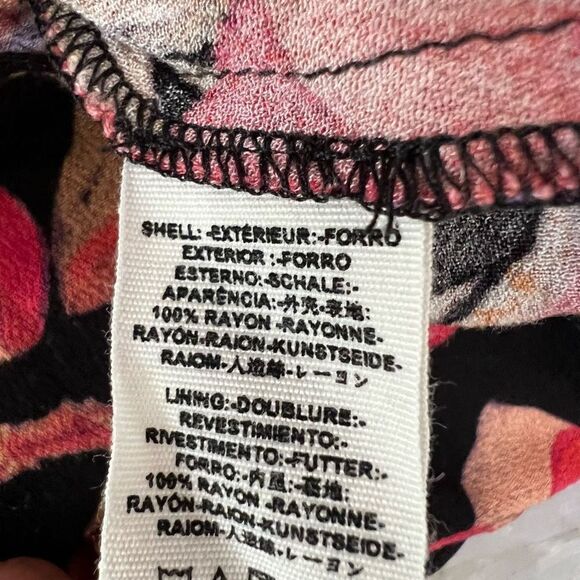 SHELL:-EXTÉRIEUR:-FORRO
EXTERIOR :-FORRO
ESTERNO:-SCHALE:-
APARÊNCIA:-外壳-表地:
100% RAYON -RAYONNE-
RAYÓN-RAION-KUNSTSEIDE-
RAIOM-人造絲-レーヨン
LINING:-DOUBLURE:-
REVESTIMIENTO:-
RIVESTIMENTO:-FUTTER:-
FORRO:-内里:-裏地:
100% RAYON -RAYONNE-
RAYÓN-RAION-KUNSTSEIDE-
RAIOM-人造絲-レーヨン